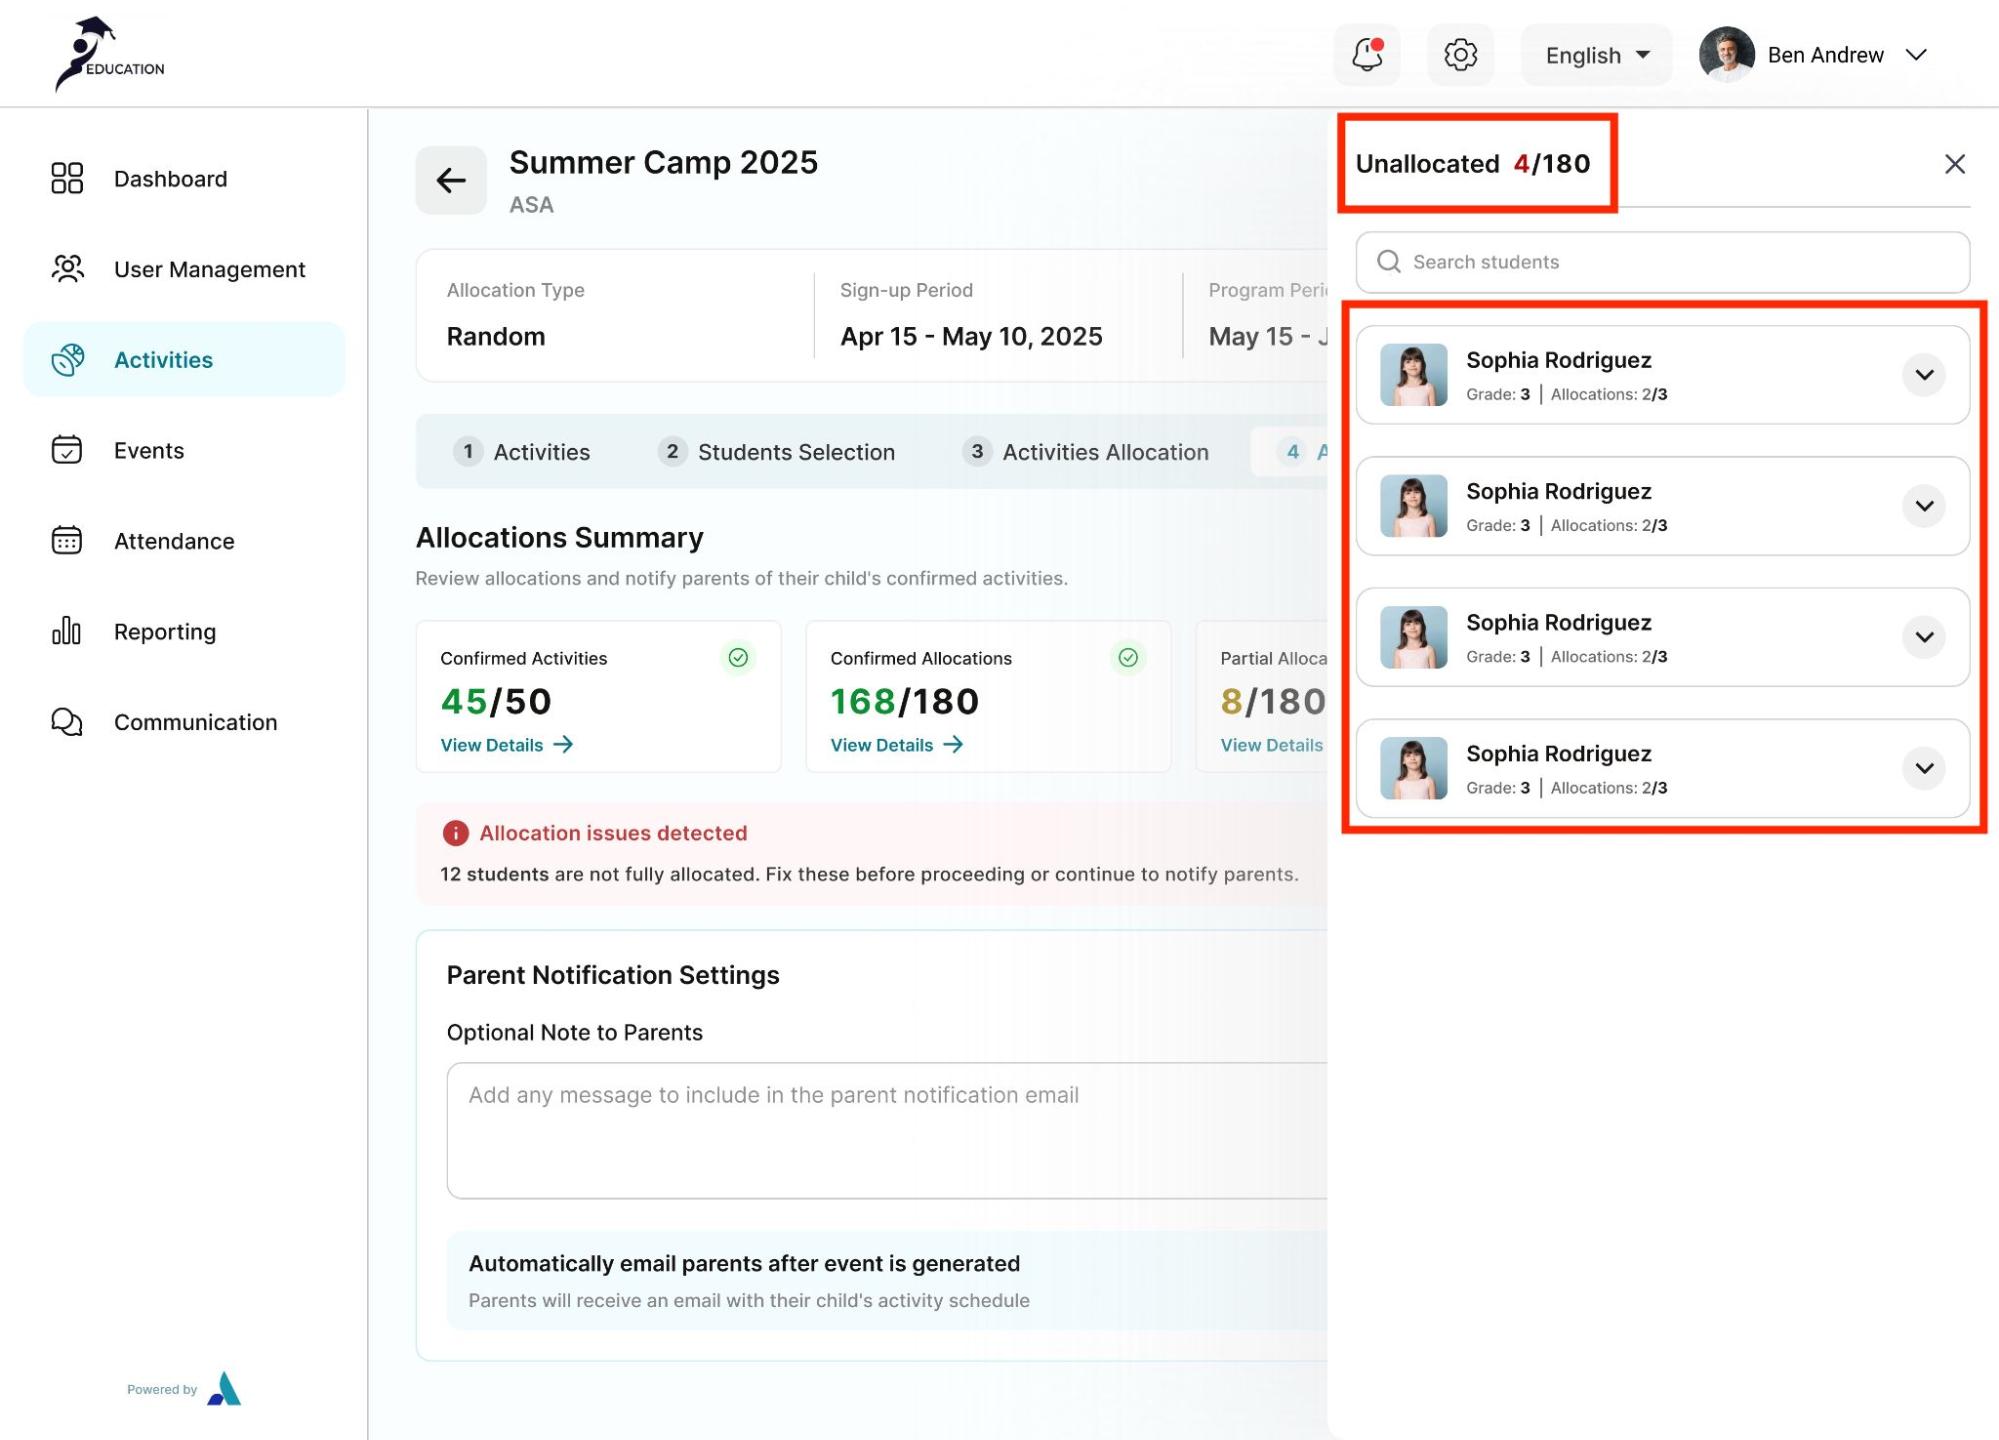 EDUCATION
English
Ben Andrew
Dashboard
User Management
Activities
Events
Attendance
Reporting
Communication
Powered by
Summer Camp 2025
ASA
Allocation Type
Random
Sign-up Period
Apr 15 - May 10, 2025
Program Peri
May 15 - J
1 Activities
2 Students Selection
3 Activities Allocation
4 A
Allocations Summary
Review allocations and notify parents of their child's confirmed activities.
Confirmed Activities
45/50
View Details
Confirmed Allocations
168/180
View Details
Partial Alloca
8/180
View Details
Allocation issues detected
12 students are not fully allocated. Fix these before proceeding or continue to notify parents.
Parent Notification Settings
Optional Note to Parents
Add any message to include in the parent notification email
Automatically email parents after event is generated
Parents will receive an email with their child's activity schedule
Unallocated 4/180
Search students
Sophia Rodriguez
Grade: 3 | Allocations: 2/3
Sophia Rodriguez
Grade: 3 | Allocations: 2/3
Sophia Rodriguez
Grade: 3 | Allocations: 2/3
Sophia Rodriguez
Grade: 3 | Allocations: 2/3